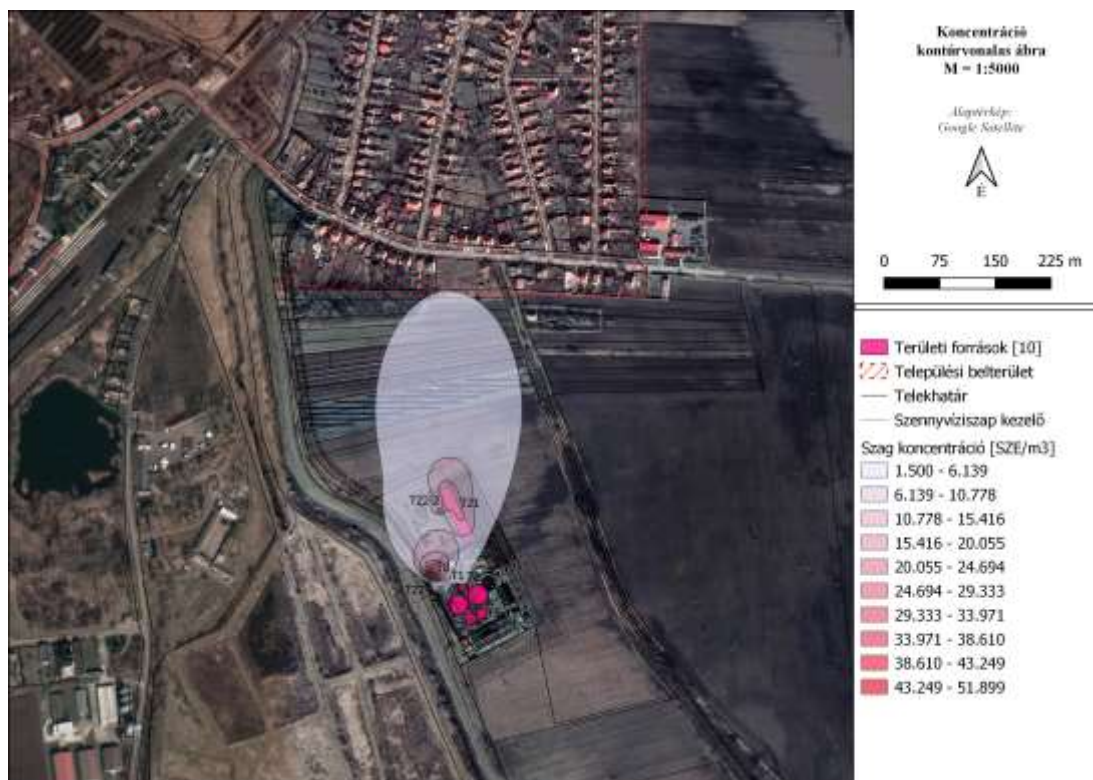 Koncentráció
kontúrvonalas ábra
M = 1:5000
Alaptérkép:
Google Satellite
É
0 75 150 225 m
Területi források [10]
Települési belterület
Telekhatár
Szennyvíziszap kezelő
Szag koncentráció [SZE/m3]
1.500 - 6.139
6.139 - 10.778
10.778 - 15.416
15.416 - 20.055
20.055 - 24.694
24.694 - 29.333
29.333 - 33.971
33.971 - 38.610
38.610 - 43.249
43.249 - 51.899
T21
T1